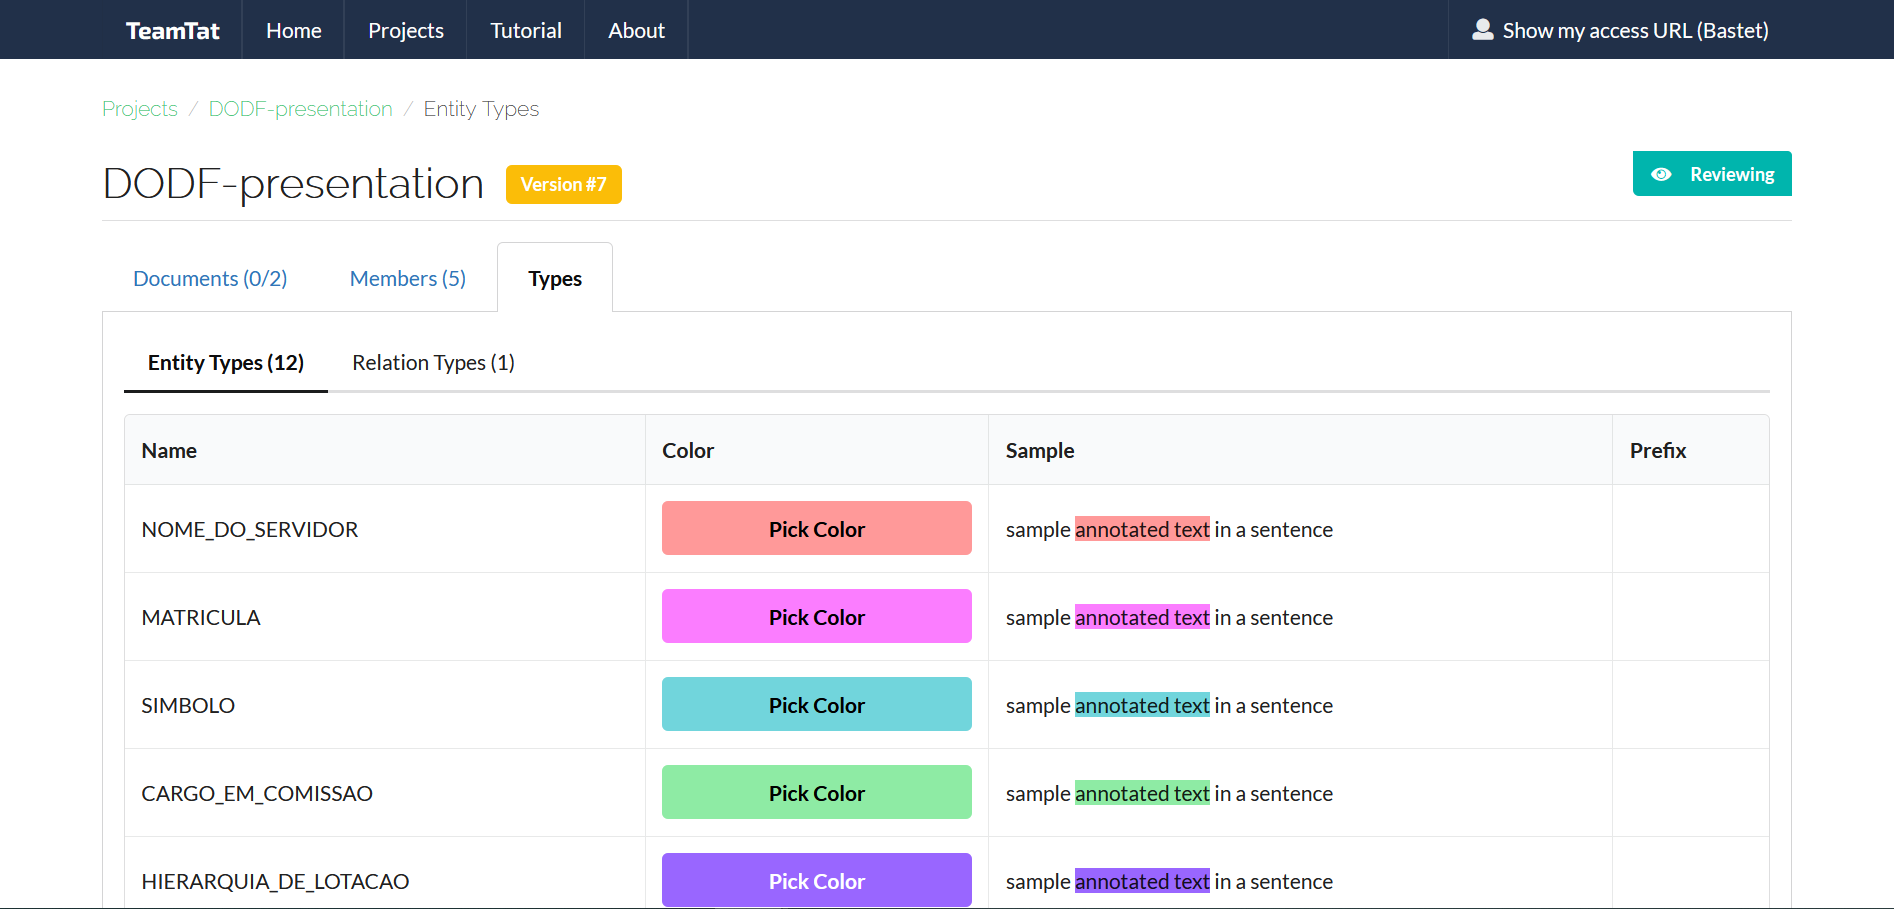 TeamTat Home Projects Tutorial About Show my access URL (Bastet)
Projects / DODF-presentation / Entity Types
DODF-presentation Version #7 Reviewing
Documents (0/2) Members (5) Types
Entity Types (12) Relation Types (1)
Name Color Sample Prefix
NOME_DO_SERVIDOR Pick Color sample annotated text in a sentence
MATRICULA Pick Color sample annotated text in a sentence
SIMBOLO Pick Color sample annotated text in a sentence
CARGO_EM_COMISSAO Pick Color sample annotated text in a sentence
HIERARQUIA_DE_LOTACAO Pick Color sample annotated text in a sentence